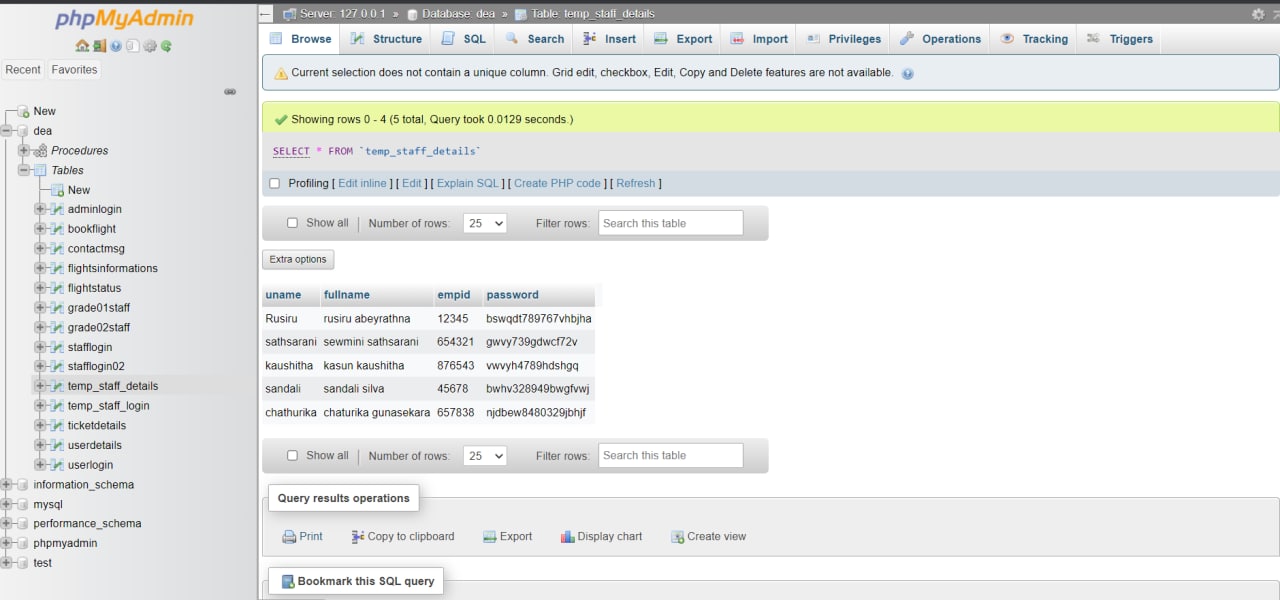 phpMyAdmin
Recent Favorites
New
dea
Procedures
Tables
New
adminlogin
bookflight
contactmsg
flightsinformations
flightstatus
grade01staff
grade02staff
stafflogin
stafflogin02
temp_staff_details
temp_staff_login
ticketdetails
userdetails
userlogin
information_schema
mysql
performance_schema
phpmyadmin
test
Server: 127.0.0.1 » Database: dea » Table: temp_staff_details
Browse Structure SQL Search Insert Export Import Privileges Operations Tracking Triggers
Current selection does not contain a unique column. Grid edit, checkbox, Edit, Copy and Delete features are not available.
Showing rows 0 - 4 (5 total, Query took 0.0129 seconds.)
SELECT * FROM `temp_staff_details`
Profiling [ Edit inline ] [ Edit ] [ Explain SQL ] [ Create PHP code ] [ Refresh ]
Show all | Number of rows: 25 Filter rows: Search this table
Extra options
uname fullname empid password
Rusiru rusiru abeyrathna 12345 bswqdt789767vhbjha
sathsarani sewmini sathsarani 654321 gwvy739gdwcf72v
kaushitha kasun kaushitha 876543 vwvyh4789hdshgq
sandali sandali silva 45678 bwhv328949bwgfvwj
chathurika chaturika gunasekara 657838 njdbew8480329jbhjf
Show all | Number of rows: 25 Filter rows: Search this table
Query results operations
Print Copy to clipboard Export Display chart Create view
Bookmark this SQL query